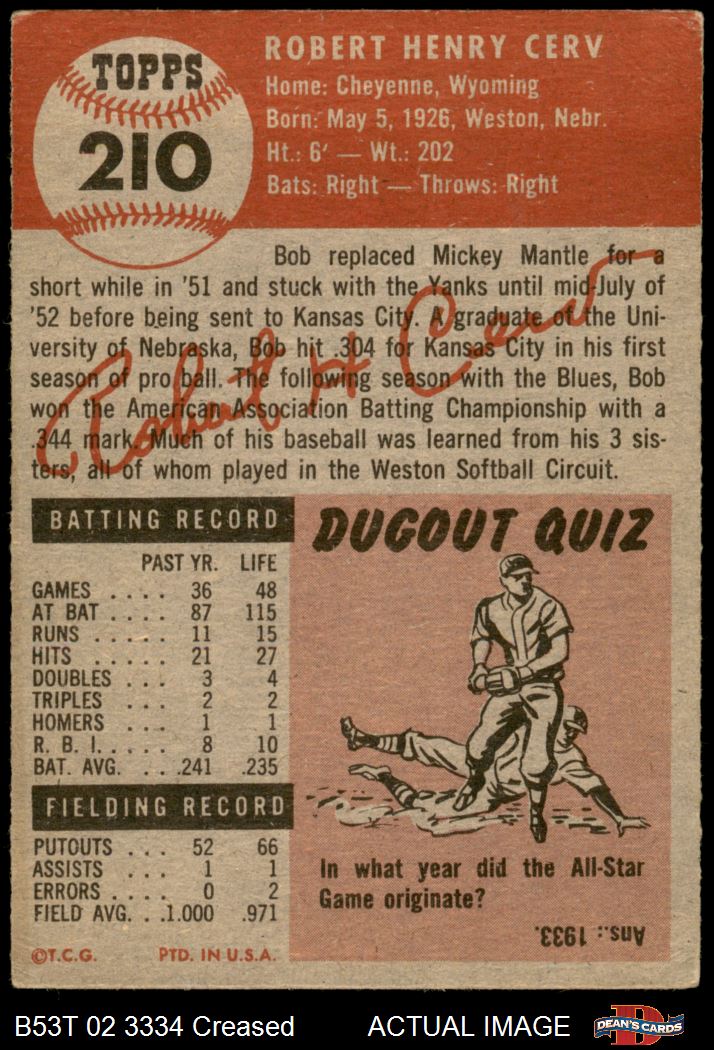 TOPPS
210
ROBERT HENRY CERV
Home: Cheyenne, Wyoming
Born: May 5, 1926, Weston, Nebr.
Ht.: 6' — Wt.: 202
Bats: Right — Throws: Right
Bob replaced Mickey Mantle for a
short while in '51 and stuck with the Yanks until mid-July of
'52 before being sent to Kansas City. A graduate of the Uni-
versity of Nebraska, Bob hit .304 for Kansas City in his first
season of pro ball. The following season with the Blues, Bob
won the American Association Batting Championship with a
.344 mark. Much of his baseball was learned from his 3 sis-
ters, all of whom played in the Weston Softball Circuit.
Robert H Cerv
BATTING RECORD
PAST YR. LIFE
GAMES . . . . 36 48
AT BAT . . . . 87 115
RUNS . . . . . 11 15
HITS . . . . . 21 27
DOUBLES . . . 3 4
TRIPLES . . . 2 2
HOMERS . . . 1 1
R. B. I. . . . . . 8 10
BAT. AVG. . . .241 .235
FIELDING RECORD
PUTOUTS . . . 52 66
ASSISTS . . . 1 1
ERRORS . . . . 0 2
FIELD AVG. . .1.000 .971
©T.C.G. PTD. IN U.S.A.
DUGOUT QUIZ
In what year did the All-Star
Game originate?
Ans.: 1933.
B53T 02 3334 Creased ACTUAL IMAGE
D
DEAN'S CARDS